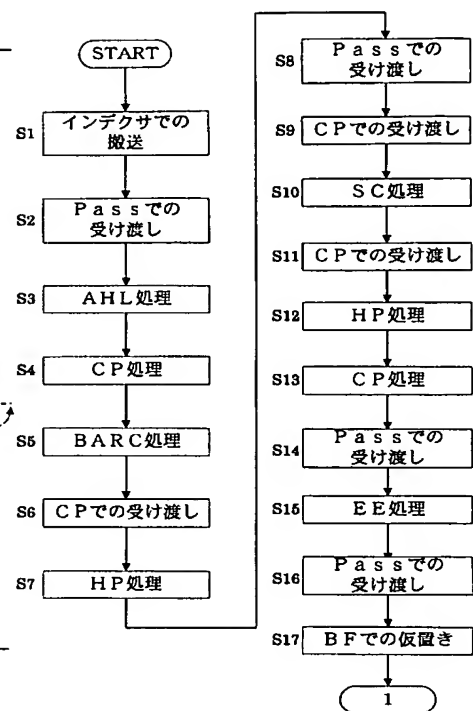 START
S1
インデクサでの
搬送
S2
Ｐａｓｓでの
受け渡し
S3
ＡＨＬ処理
S4
ＣＰ処理
S5
ＢＡＲＣ処理
S6
ＣＰでの受け渡し
S7
ＨＰ処理
S8
Ｐａｓｓでの
受け渡し
S9
ＣＰでの受け渡し
S10
ＳＣ処理
S11
ＣＰでの受け渡し
S12
ＨＰ処理
S13
ＣＰ処理
S14
Ｐａｓｓでの
受け渡し
S15
ＥＥ処理
S16
Ｐａｓｓでの
受け渡し
S17
ＢＦでの仮置き
1